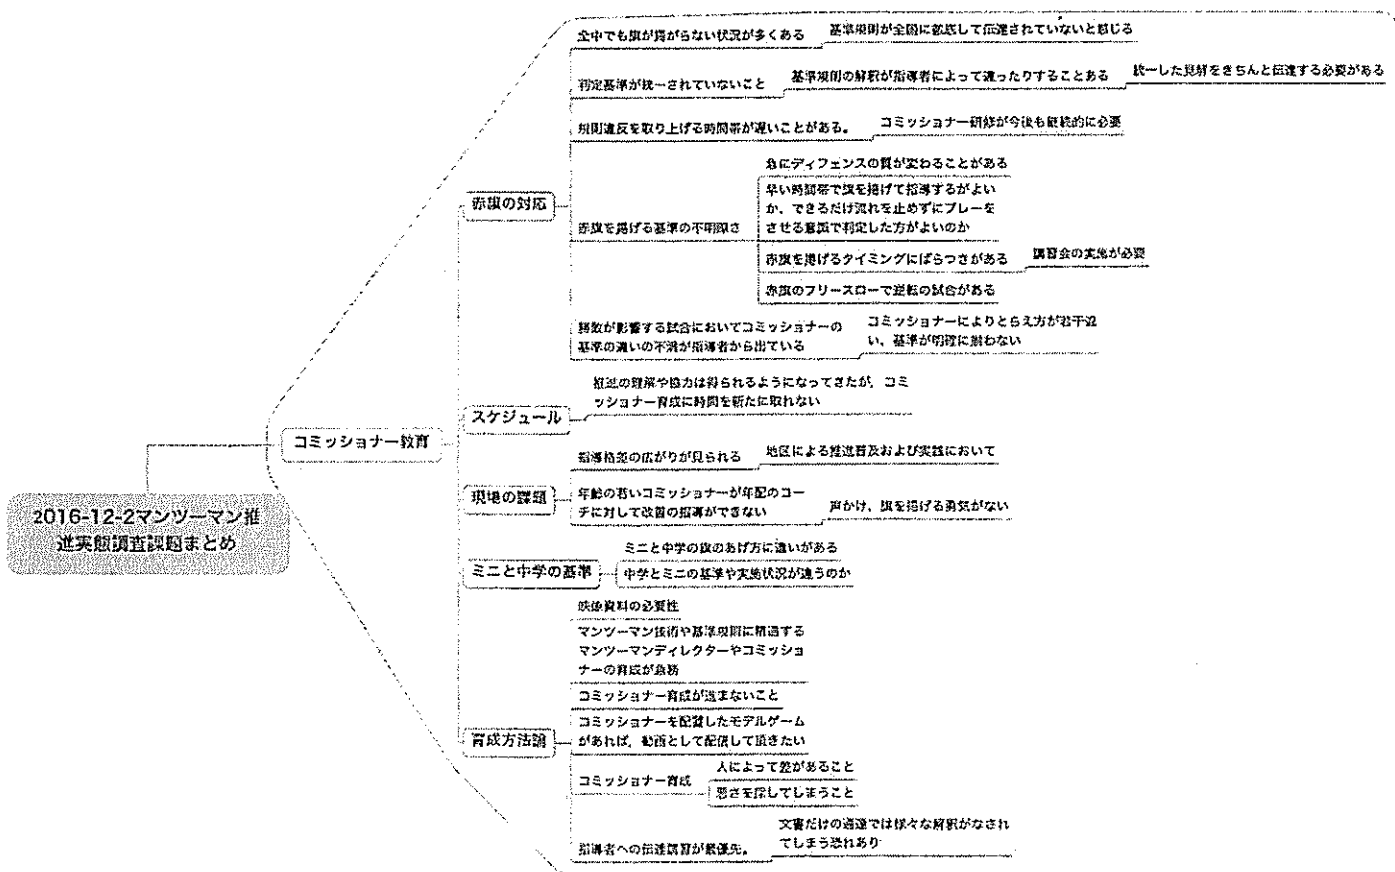 2016-12-2マンツーマン推
進実態調査課題まとめ
コミッショナー教育
赤旗の対応
全中でも旗が揚がらない状況が多くある
基準規則が全国に徹底して伝達されていないと感じる
判定基準が統一されていないこと
基準規則の解釈が指導者によって違ったりすることある
統一した見解をきちんと伝達する必要がある
規則違反を取り上げる時間帯が遅いことがある。
コミッショナー研修が今後も継続的に必要
赤旗を掲げる基準の不明瞭さ
急にディフェンスの質が変わることがある
早い時間帯で旗を掲げて指導するがよい
か、できるだけ流れを止めずにプレーを
させる意識で判定した方がよいのか
赤旗を掲げるタイミングにばらつきがある
講習会の実施が必要
赤旗のフリースローで逆転の試合がある
勝敗が影響する試合においてコミッショナーの
基準の違いの不満が指導者から出ている
コミッショナーによりとらえ方が若干違
い、基準が明確に揃わない
スケジュール
推進の理解や協力は得られるようになってきたが、コミ
ッショナー育成に時間を新たに取れない
現場の課題
指導格差の広がりが見られる
地区による推進普及および実践において
年齢の若いコミッショナーが年配のコー
チに対して改善の指導ができない
声かけ、旗を掲げる勇気がない
ミニと中学の基準
ミニと中学の旗のあげ方に違いがある
中学とミニの基準や実施状況が違うのか
育成方法論
映像資料の必要性
マンツーマン技術や基準規則に精通する
マンツーマンディレクターやコミッショ
ナーの育成が急務
コミッショナー育成が進まないこと
コミッショナーを配置したモデルゲーム
があれば、動画として配信して頂きたい
コミッショナー育成
人によって差があること
悪さを探してしまうこと
指導者への伝達講習が最優先。
文書だけの通達では様々な解釈がなされ
てしまう恐れあり